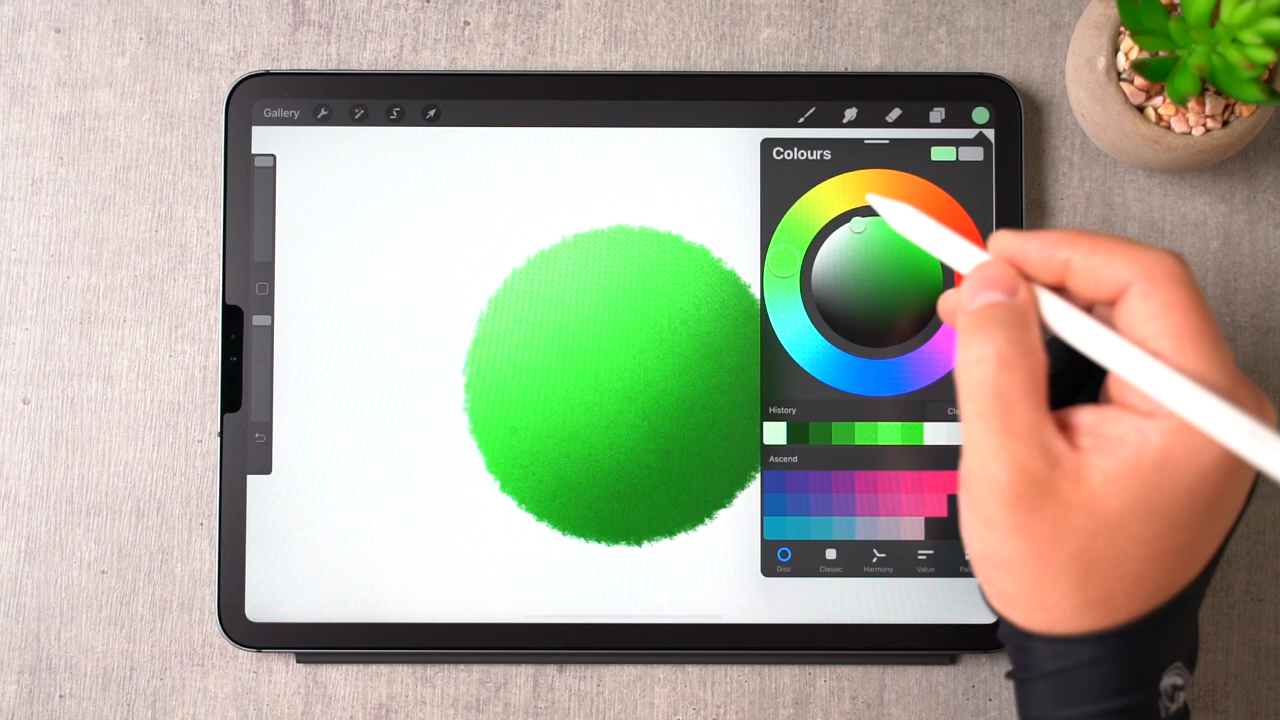 Gallery
Colours
History
Ascend
Disc
Classic
Harmony
Value